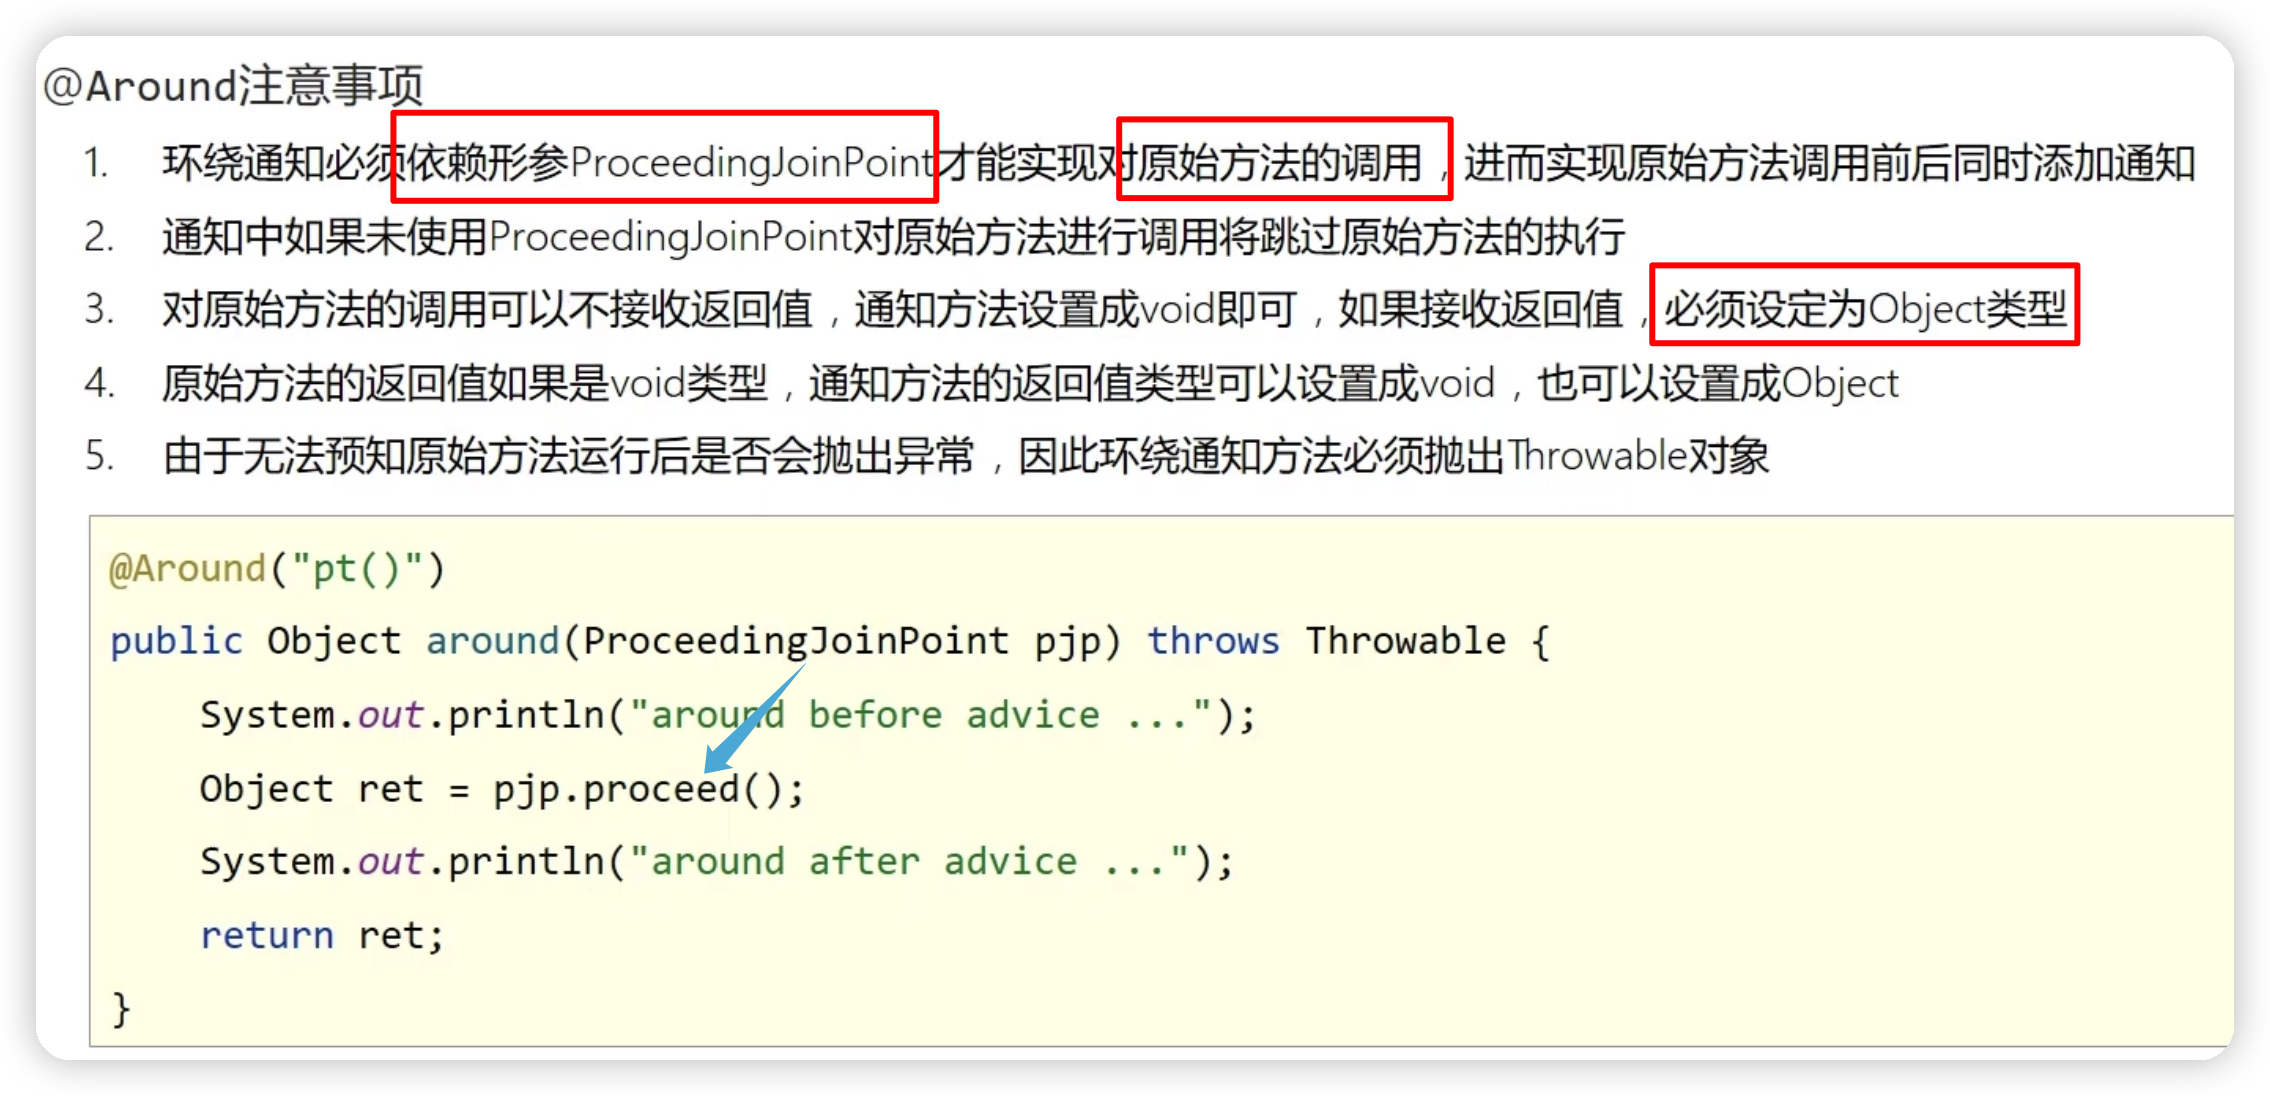 @Around注意事项
1. 环绕通知必须依赖形参ProceedingJoinPoint才能实现对原始方法的调用，进而实现原始方法调用前后同时添加通知
2. 通知中如果未使用ProceedingJoinPoint对原始方法进行调用将跳过原始方法的执行
3. 对原始方法的调用可以不接收返回值，通知方法设置成void即可，如果接收返回值，必须设定为Object类型
4. 原始方法的返回值如果是void类型，通知方法的返回值类型可以设置成void，也可以设置成Object
5. 由于无法预知原始方法运行后是否会抛出异常，因此环绕通知方法必须抛出Throwable对象
@Around("pt()")
public Object around(ProceedingJoinPoint pjp) throws Throwable {
    System.out.println("around before advice ...");
    Object ret = pjp.proceed();
    System.out.println("around after advice ...");
    return ret;
}